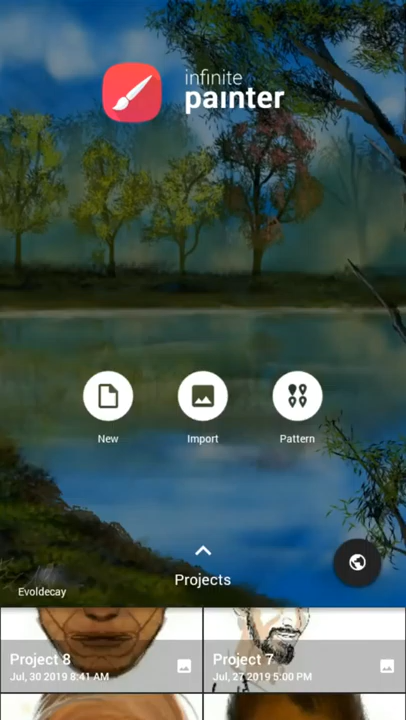 infinite
painter
New
Import
Pattern
Projects
Evoldecay
Project 8
Jul, 30 2019 8:41 AM
Project 7
Jul, 27 2019 5:00 PM